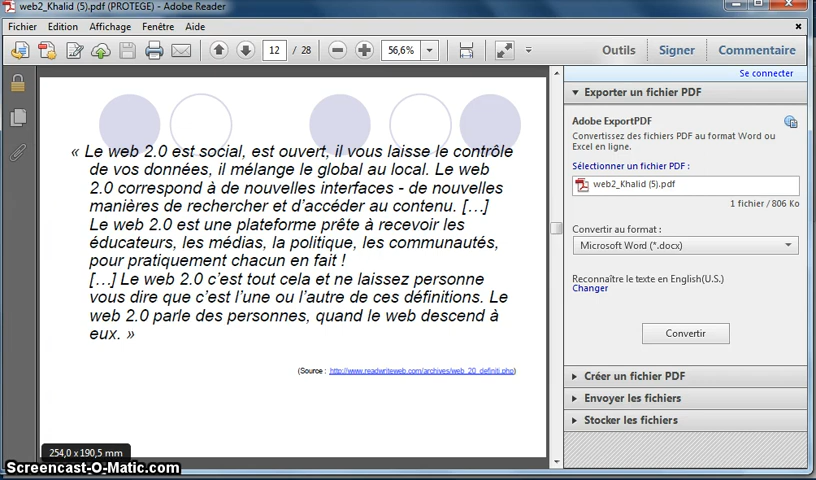 web2_Khalid (5).pdf (PROTEGE) - Adobe Reader
Fichier Edition Affichage Fenêtre Aide
12 / 28 56,6% Outils Signer Commentaire
Se connecter
« Le web 2.0 est social, est ouvert, il vous laisse le contrôle
de vos données, il mélange le global au local. Le web
2.0 correspond à de nouvelles interfaces - de nouvelles
manières de rechercher et d'accéder au contenu. […]
Le web 2.0 est une plateforme prête à recevoir les
éducateurs, les médias, la politique, les communautés,
pour pratiquement chacun en fait !
[…] Le web 2.0 c'est tout cela et ne laissez personne
vous dire que c'est l'une ou l'autre de ces définitions. Le
web 2.0 parle des personnes, quand le web descend à
eux. »
(Source : http://www.readwriteweb.com/archives/web_20_definiti.php)
254,0 x 190,5 mm
Exporter un fichier PDF
Adobe ExportPDF
Convertissez des fichiers PDF au format Word ou
Excel en ligne.
Sélectionner un fichier PDF :
web2_Khalid (5).pdf
1 fichier / 806 Ko
Convertir au format :
Microsoft Word (*.docx)
Reconnaître le texte en English(U.S.)
Changer
Convertir
Créer un fichier PDF
Envoyer les fichiers
Stocker les fichiers
Screencast-O-Matic.com